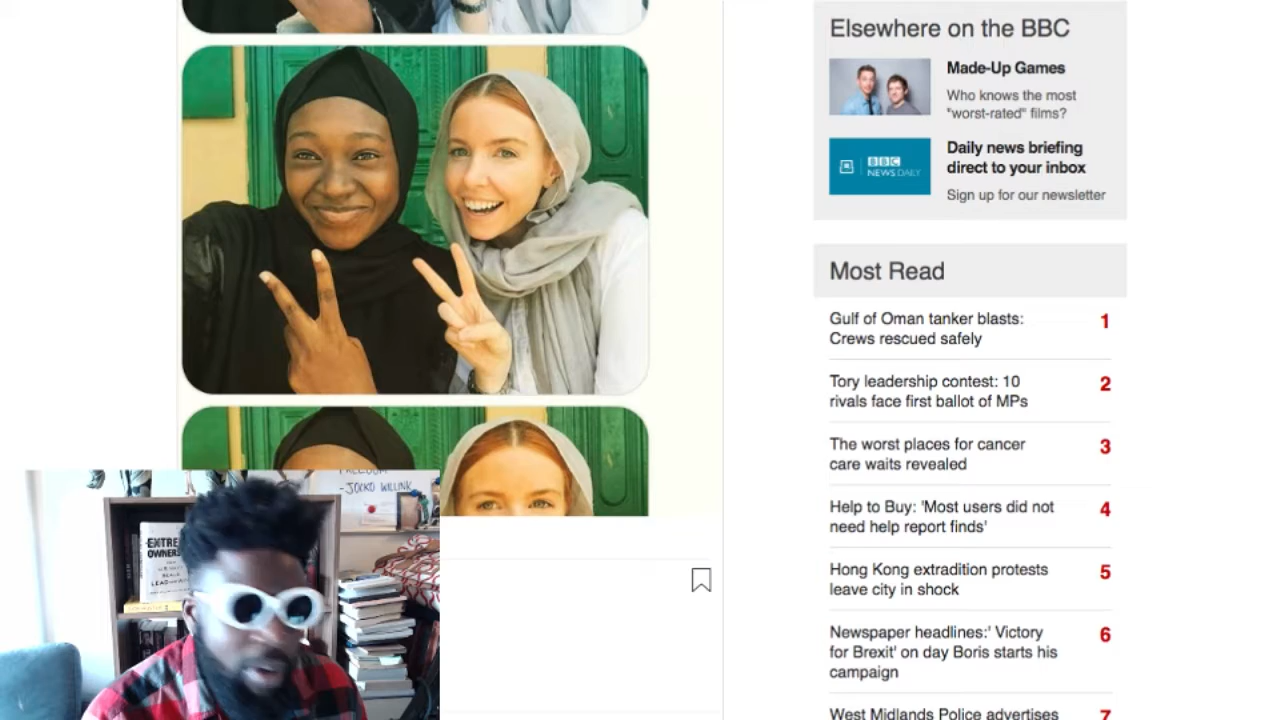 Elsewhere on the BBC
Made-Up Games
Who knows the most
"worst-rated" films?
BBC
NEWS DAILY
Daily news briefing
direct to your inbox
Sign up for our newsletter
Most Read
Gulf of Oman tanker blasts:
Crews rescued safely
1
Tory leadership contest: 10
rivals face first ballot of MPs
2
The worst places for cancer
care waits revealed
3
Help to Buy: 'Most users did not
need help report finds'
4
Hong Kong extradition protests
leave city in shock
5
Newspaper headlines:' Victory
for Brexit' on day Boris starts his
campaign
6
West Midlands Police advertises
7
- JOCKO WILLINK
EXTRE
OWNERS